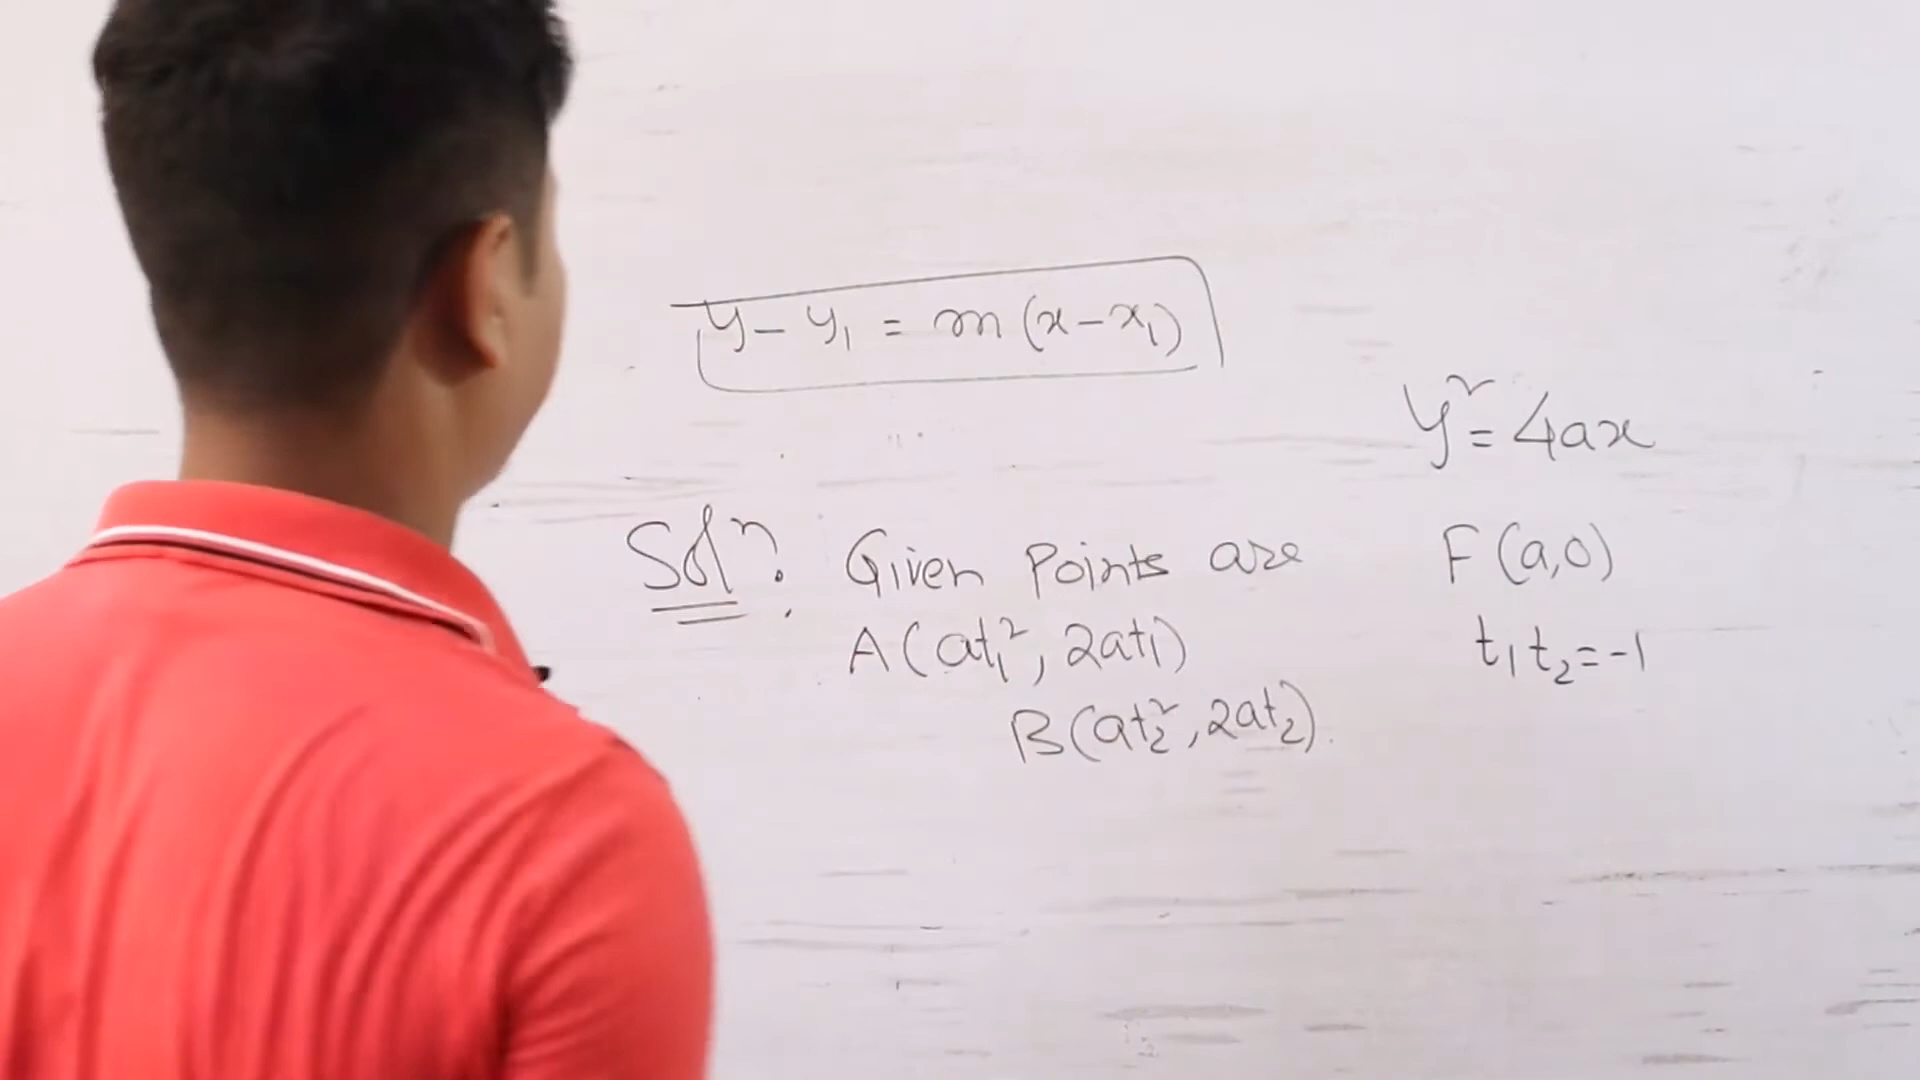 y - y₁ = m (x - x₁)
y² = 4ax
Solⁿ: Given Points are
A(at₁², 2at₁)
B(at₂², 2at₂).
F(a,0)
t₁t₂ = -1